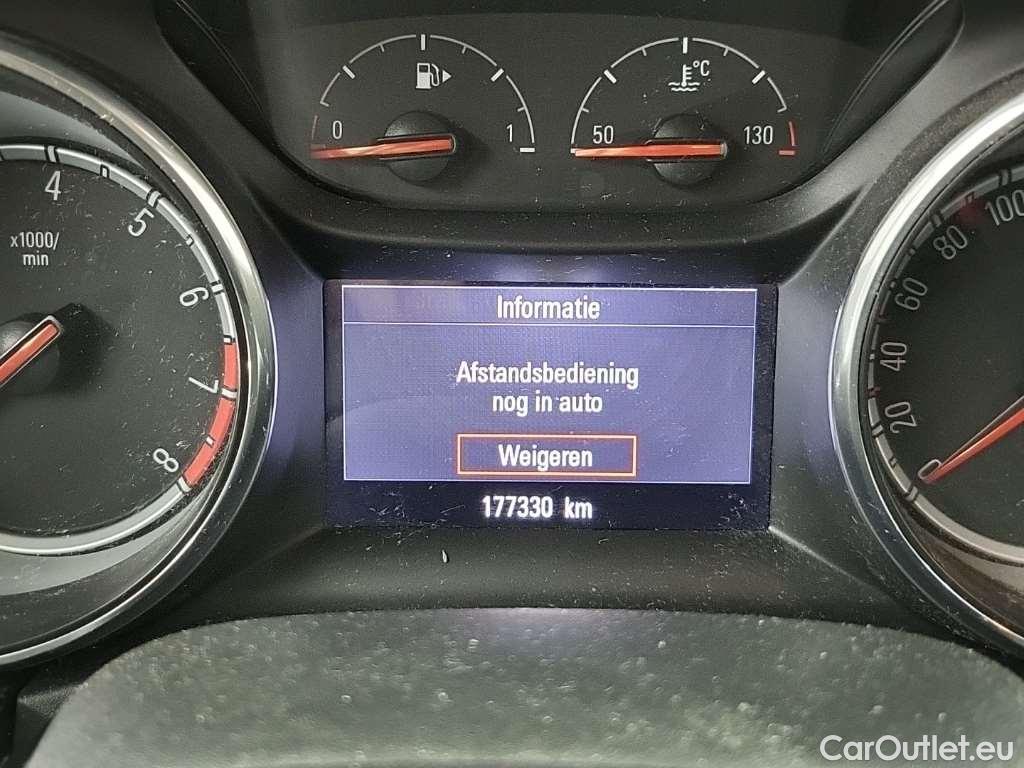 0 1
°C
50 130
4
5
x1000/
min
6
7
8
100
80
60
40
20
0
Informatie
Afstandsbediening
nog in auto
Weigeren
177330 km
CarOutlet.eu